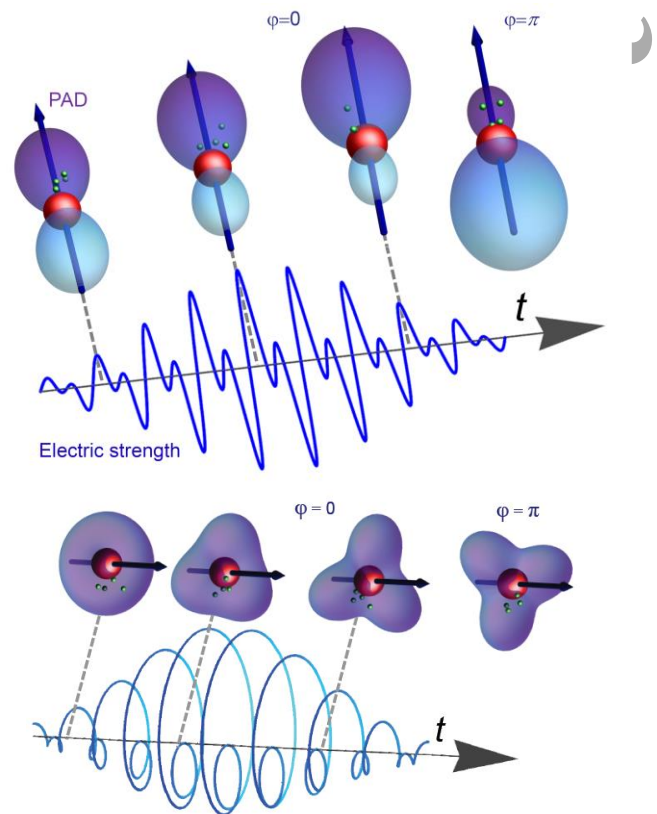 φ=0
φ=π
PAD
t
Electric strength
φ = 0
φ = π
t